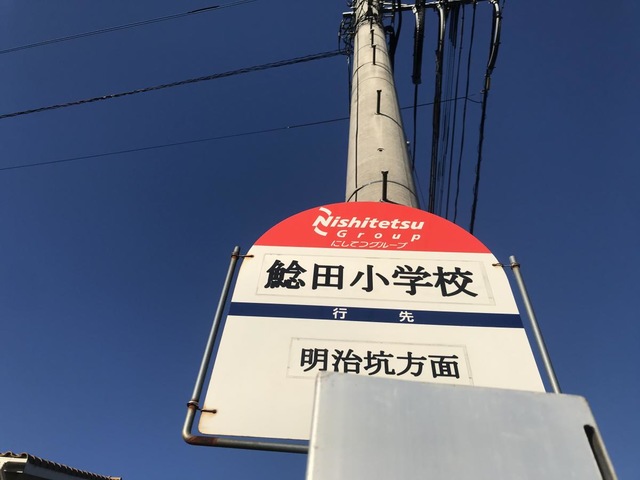 Nishitetsu
Group
にしてつグループ
鯰田小学校
行先
明治坑方面